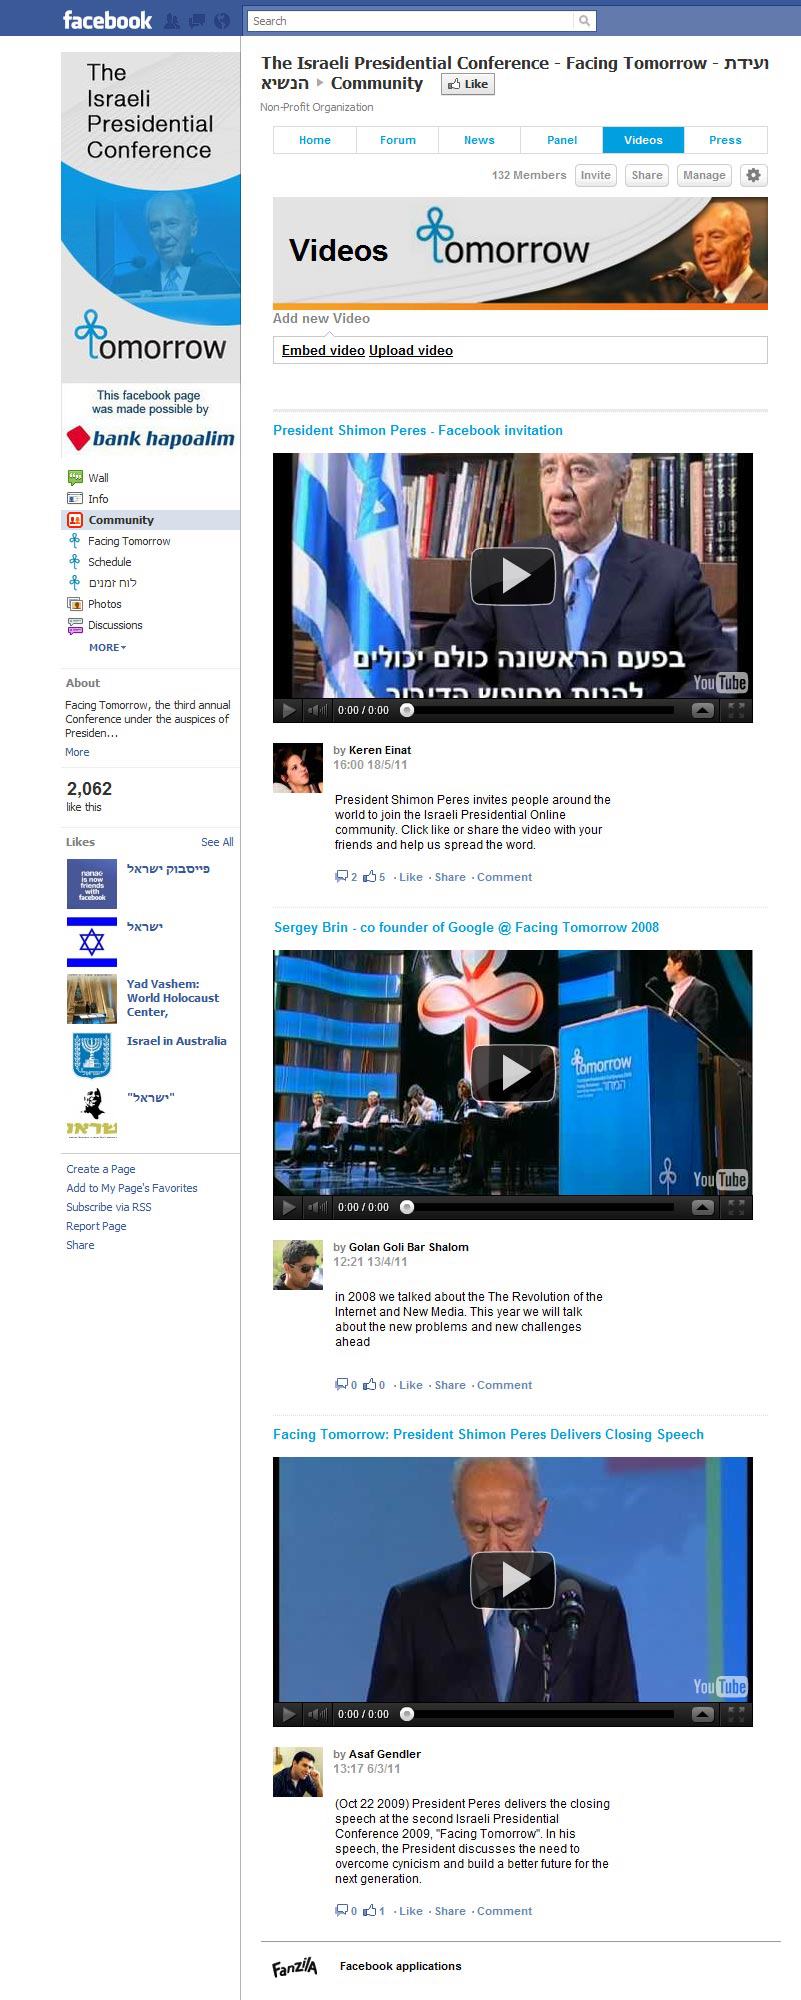 facebook
Search
The
Israeli
Presidential
Conference
tomorrow
This facebook page
was made possible by
bank hapoalim
Wall
Info
Community
Facing Tomorrow
Schedule
לוח זמנים
Photos
Discussions
MORE
About
Facing Tomorrow, the third annual
Conference under the auspices of
Presiden...
More
2,062
like this
Likes
See All
nanae
is now
friends
with
facebook
פייסבוק ישראל
ישראל
Yad Vashem:
World Holocaust
Center,
Israel in Australia
"ישראל"
Create a Page
Add to My Page's Favorites
Subscribe via RSS
Report Page
Share
The Israeli Presidential Conference - Facing Tomorrow - ועידת
הנשיא Community Like
Non-Profit Organization
Home Forum News Panel Videos Press
132 Members Invite Share Manage
Videos tomorrow
Add new Video
Embed video Upload video
President Shimon Peres - Facebook invitation
בפעם הראשונה כולם יכולים
להנות מחופש הדיבור
YouTube
0:00 / 0:00
by Keren Einat
16:00 18/5/11
President Shimon Peres invites people around the
world to join the Israeli Presidential Online
community. Click like or share the video with your
friends and help us spread the word.
2 5 · Like · Share · Comment
Sergey Brin - co founder of Google @ Facing Tomorrow 2008
tomorrow
YouTube
0:00 / 0:00
by Golan Goli Bar Shalom
12:21 13/4/11
in 2008 we talked about the The Revolution of the
Internet and New Media. This year we will talk
about the new problems and new challenges
ahead
0 0 · Like · Share · Comment
Facing Tomorrow: President Shimon Peres Delivers Closing Speech
YouTube
0:00 / 0:00
by Asaf Gendler
13:17 6/3/11
(Oct 22 2009) President Peres delivers the closing
speech at the second Israeli Presidential
Conference 2009, "Facing Tomorrow". In his
speech, the President discusses the need to
overcome cynicism and build a better future for the
next generation.
0 1 · Like · Share · Comment
Fanzila Facebook applications